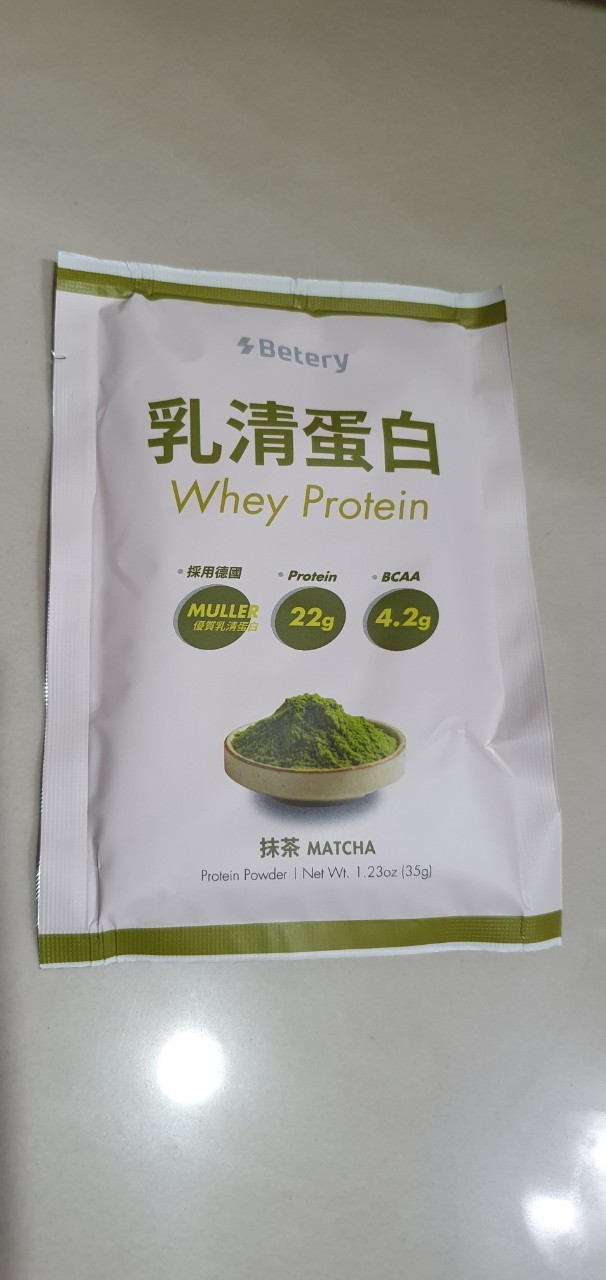 Betery
乳清蛋白
Whey Protein
• 採用德國
MULLER
優質乳清蛋白
• Protein
22g
• BCAA
4.2g
抹茶 MATCHA
Protein Powder | Net Wt. 1.23oz (35g)